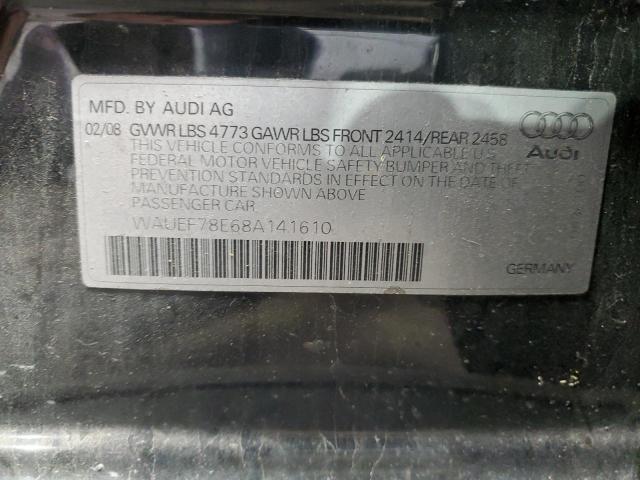 MFD. BY AUDI AG
02/08 GVWR LBS 4773 GAWR LBS FRONT 2414/REAR 2458
THIS VEHICLE CONFORMS TO ALL APPLICABLE U.S.
FEDERAL MOTOR VEHICLE SAFETY BUMPER AND THEFT
PREVENTION STANDARDS IN EFFECT ON THE DATE OF
MANUFACTURE SHOWN ABOVE
PASSENGER CAR
WAUEF78E68A141610
Audi
GERMANY